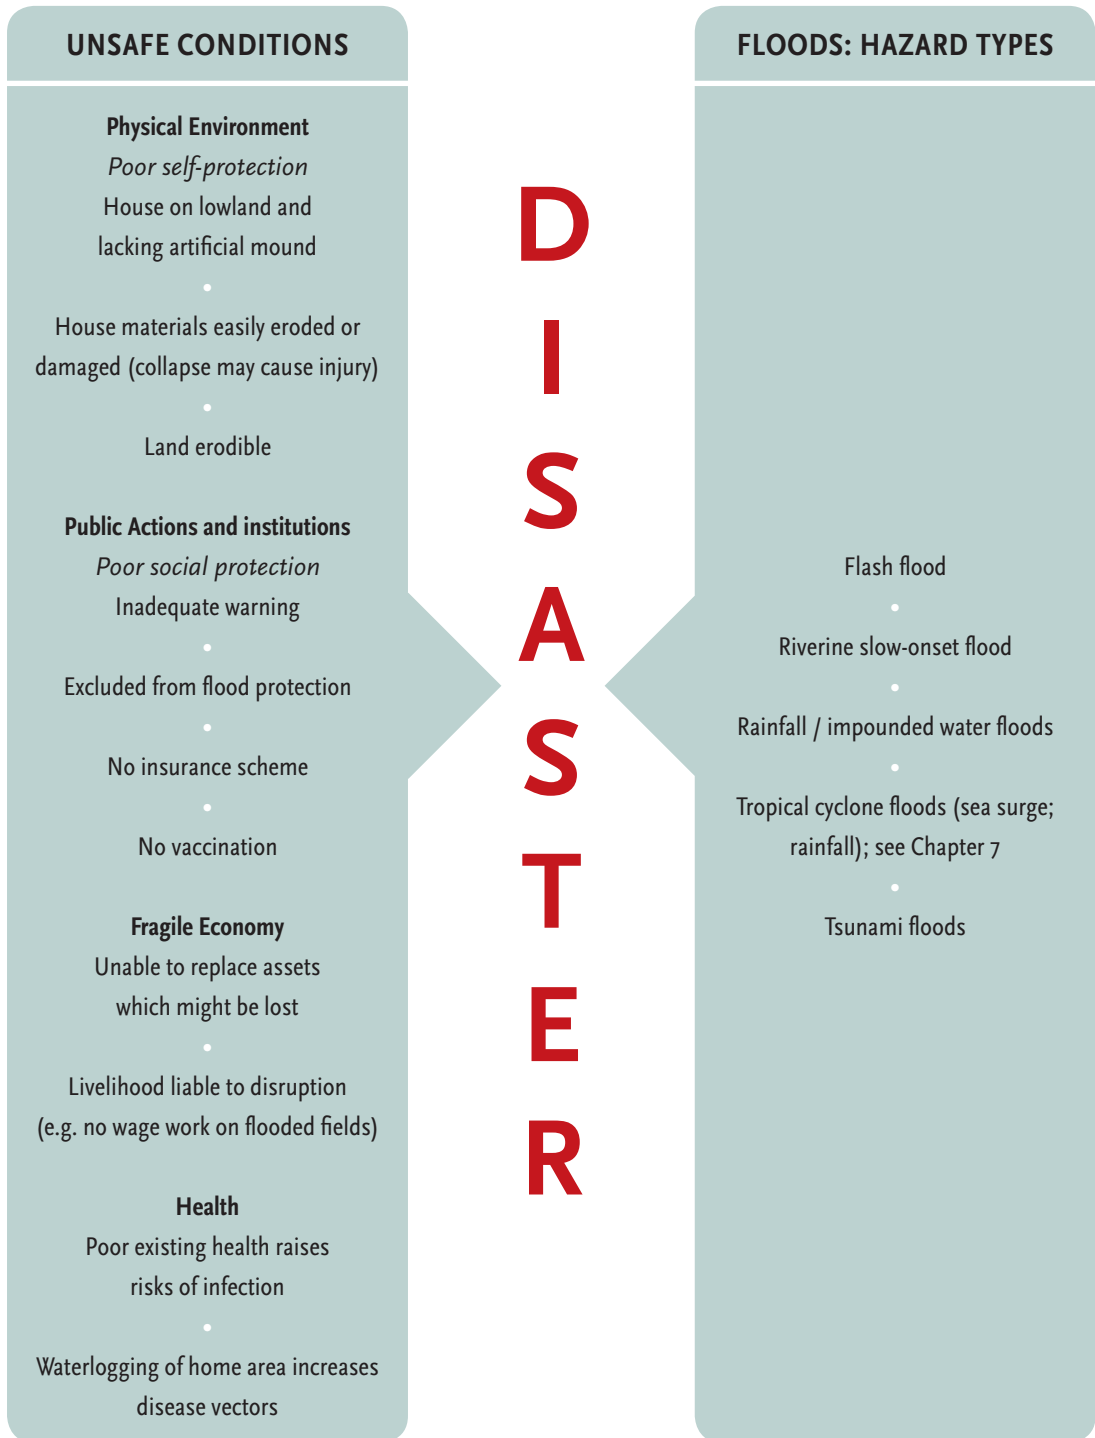 UNSAFE CONDITIONS
Physical Environment
Poor self-protection
House on lowland and
lacking artificial mound
•
House materials easily eroded or
damaged (collapse may cause injury)
•
Land erodible
Public Actions and institutions
Poor social protection
Inadequate warning
•
Excluded from flood protection
•
No insurance scheme
•
No vaccination
Fragile Economy
Unable to replace assets
which might be lost
•
Livelihood liable to disruption
(e.g. no wage work on flooded fields)
Health
Poor existing health raises
risks of infection
•
Waterlogging of home area increases
disease vectors
D
I
S
A
S
T
E
R
FLOODS: HAZARD TYPES
Flash flood
•
Riverine slow-onset flood
•
Rainfall / impounded water floods
•
Tropical cyclone floods (sea surge;
rainfall); see Chapter 7
•
Tsunami floods